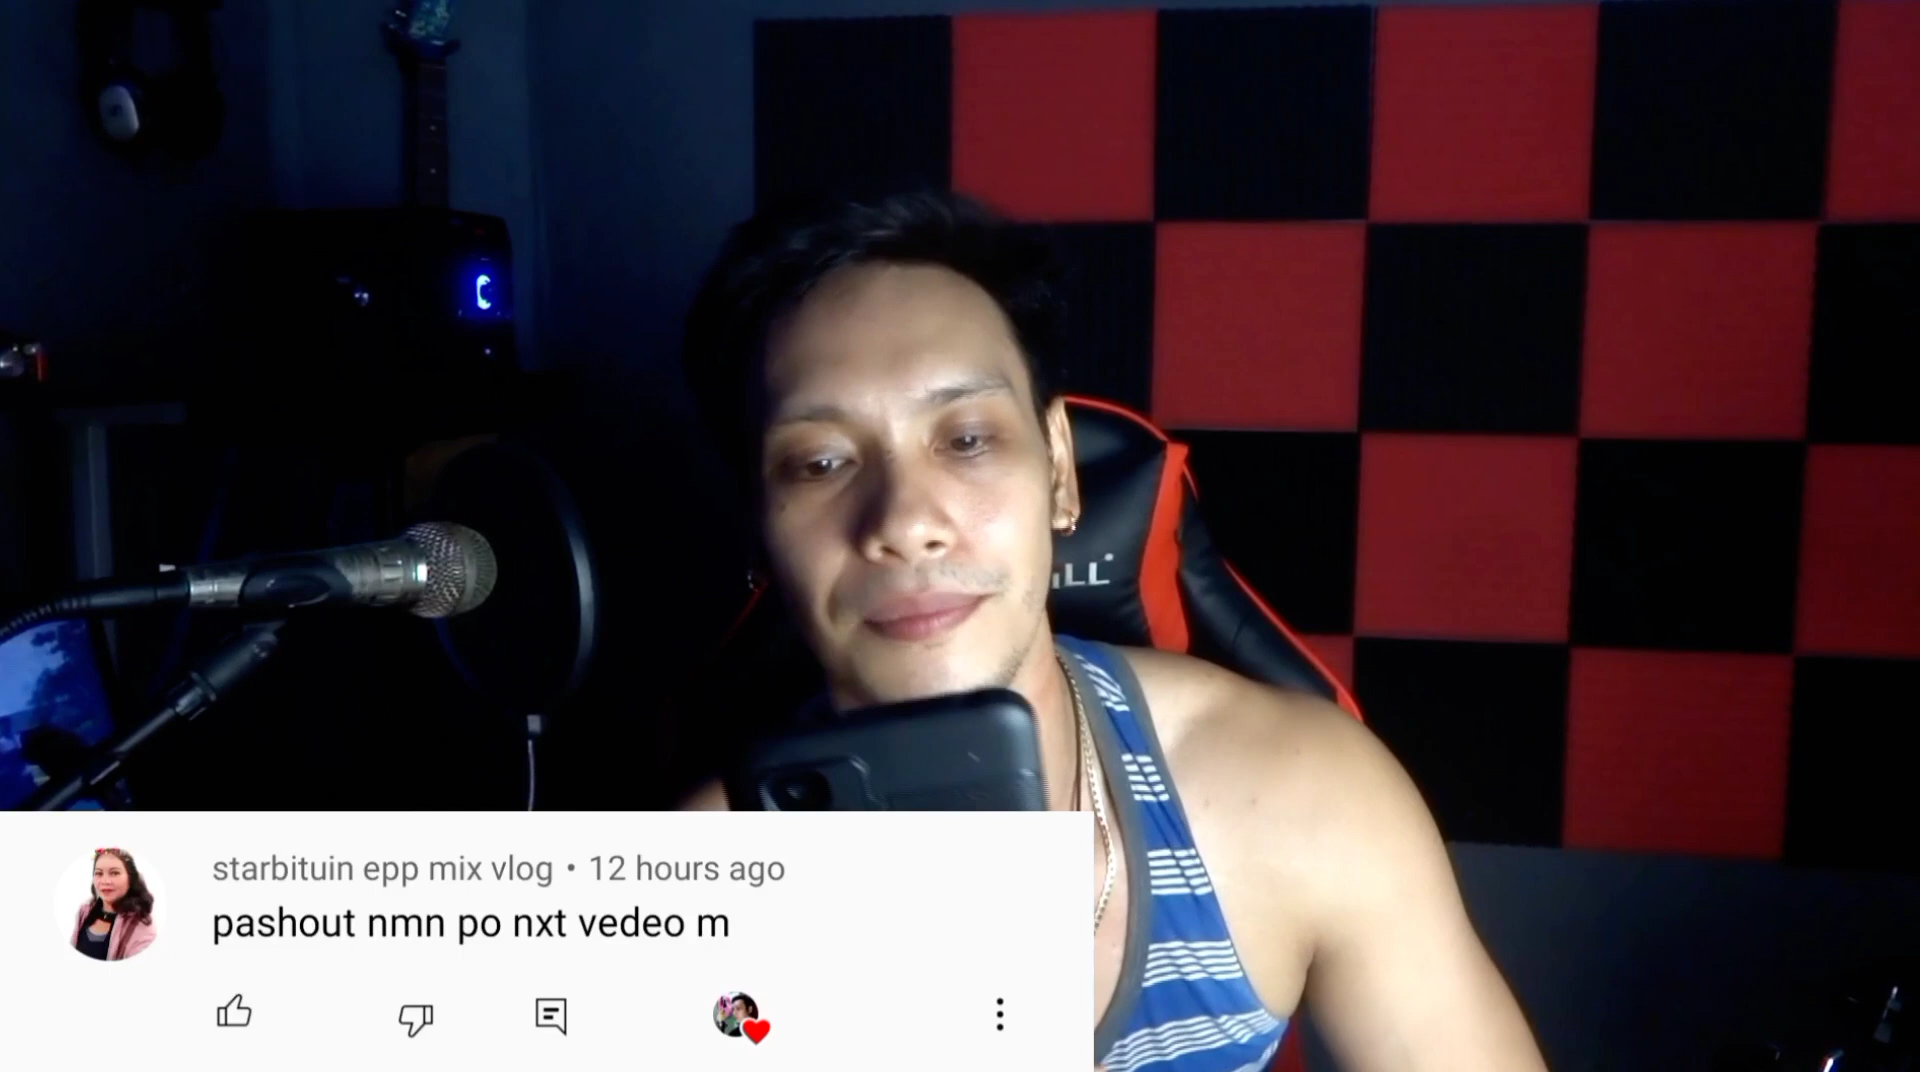 starbituin epp mix vlog • 12 hours ago
pashout nmn po nxt vedeo m